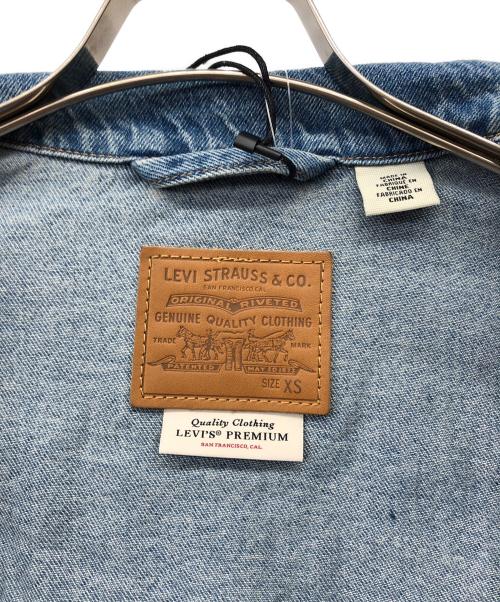 MADE IN
CHINA
FABRIQUE EN
CHINE
FABRICADO EN
CHINA
LEVI STRAUSS & CO.
SAN FRANCISCO, CAL.
ORIGINAL RIVETED
GENUINE QUALITY CLOTHING
TRADE MARK
PATENTED MAY 20 1873
SIZE XS
Quality Clothing
LEVI'S® PREMIUM
SAN FRANCISCO, CAL.